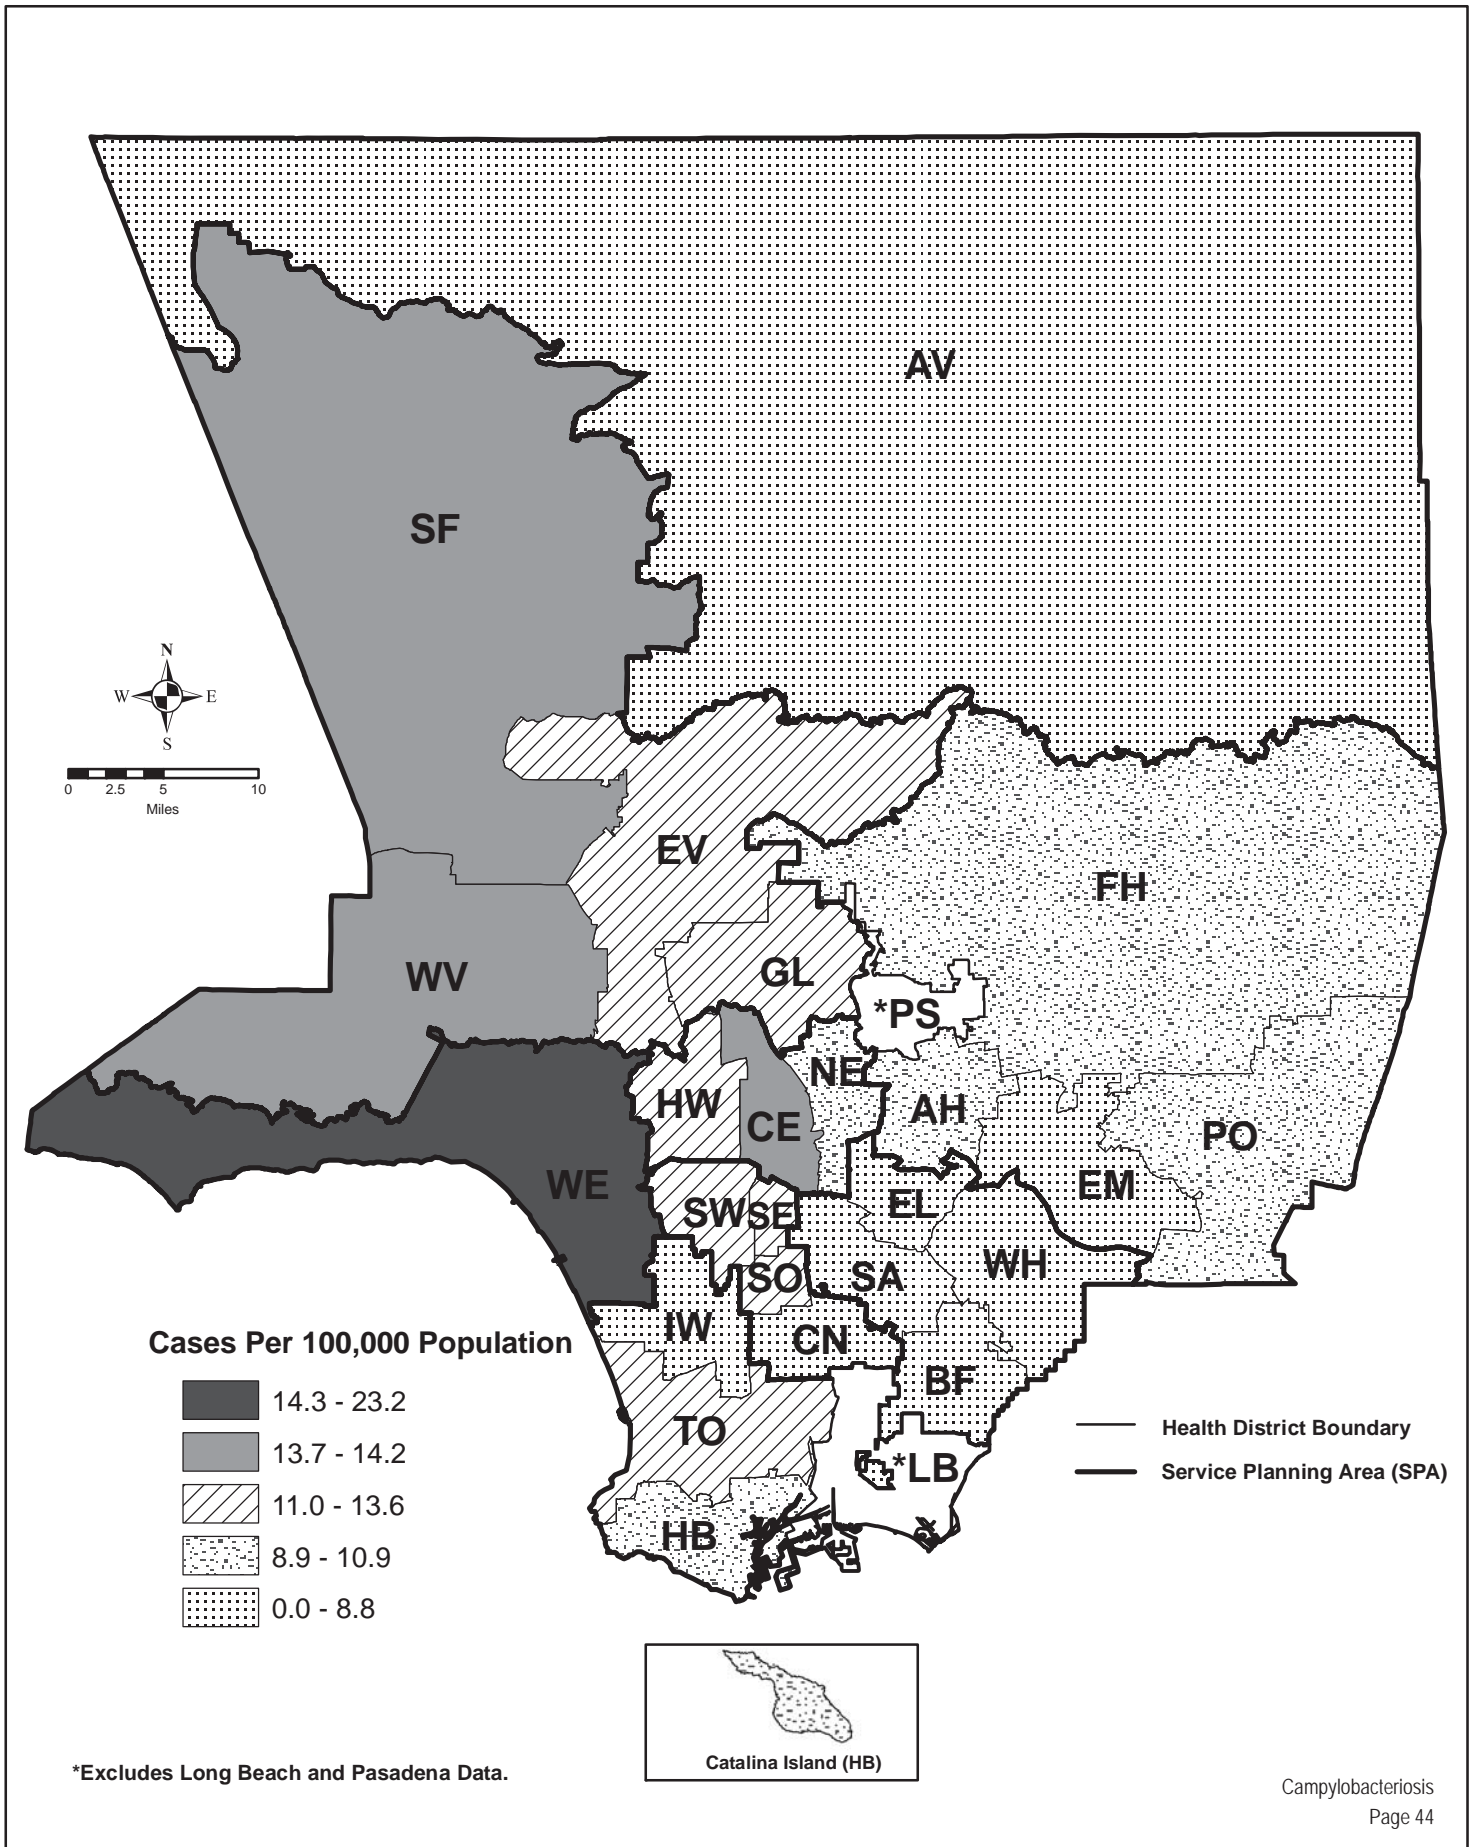 AV
SF
N
W E
S
0 2.5 5 10
Miles
EV
FH
GL
WV
*PS
NE
HW
AH
CE
PO
WE
EM
EL
SW SE
WH
SO
SA
IW
CN
BF
TO
*LB
HB
Cases Per 100,000 Population
14.3 - 23.2
13.7 - 14.2
11.0 - 13.6
8.9 - 10.9
0.0 - 8.8
Health District Boundary
Service Planning Area (SPA)
Catalina Island (HB)
*Excludes Long Beach and Pasadena Data.
Campylobacteriosis
Page 44